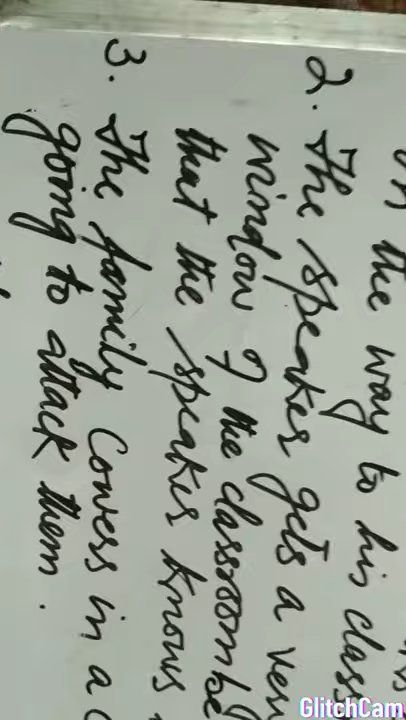 the way to his class
2. The speaker gets a
window of the classroom
that the speaker knows
3. The family Cowers in a
going to attack them.
GlitchCam